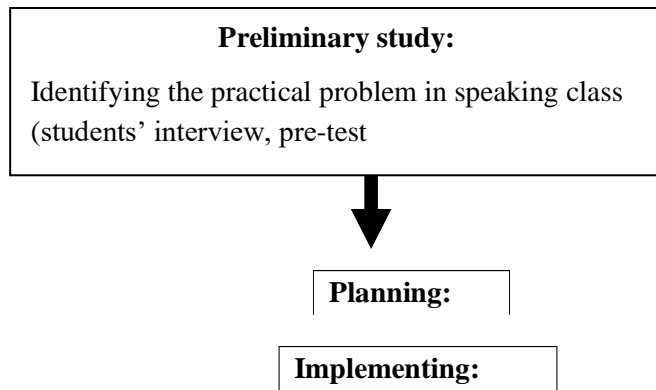 Preliminary study:
Identifying the practical problem in speaking class
(students’ interview, pre-test
Planning:
Implementing: